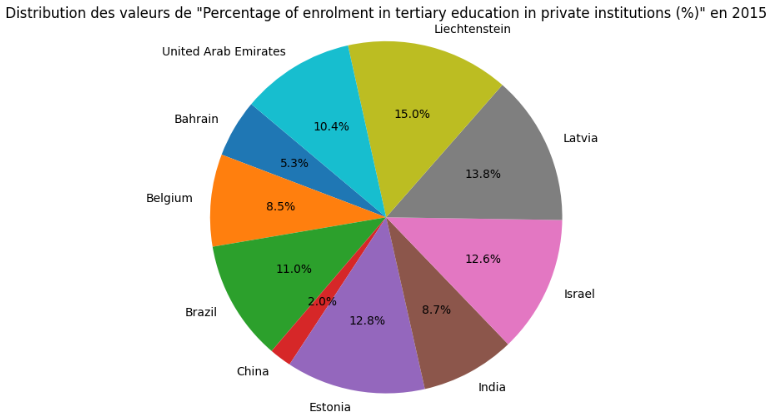 Distribution des valeurs de "Percentage of enrolment in tertiary education in private institutions (%)" en 2015
Liechtenstein
15.0%
United Arab Emirates
10.4%
Latvia
13.8%
Bahrain
5.3%
Belgium
8.5%
Israel
12.6%
Brazil
11.0%
China
2.0%
Estonia
12.8%
India
8.7%